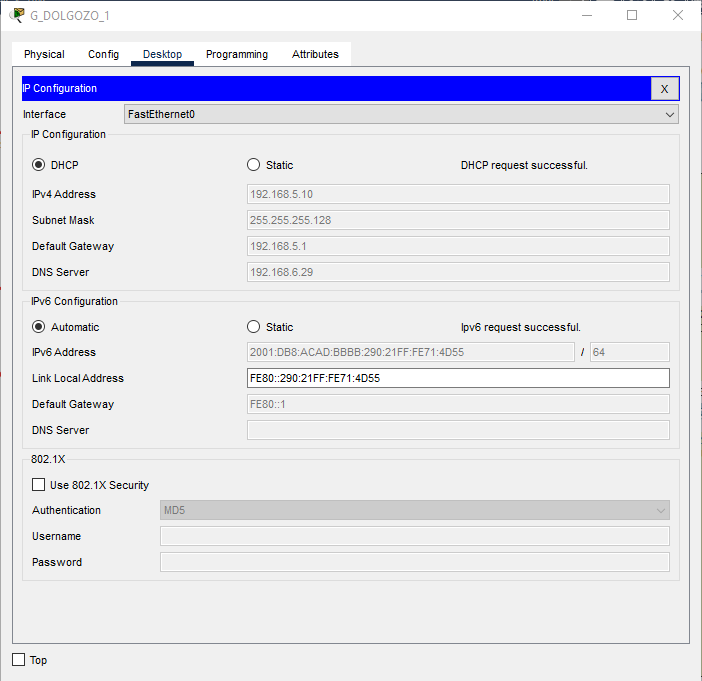 G_DOLGOZO_1
Physical Config Desktop Programming Attributes
IP Configuration X
Interface FastEthernet0
IP Configuration
DHCP Static DHCP request successful.
IPv4 Address 192.168.5.10
Subnet Mask 255.255.255.128
Default Gateway 192.168.5.1
DNS Server 192.168.6.29
IPv6 Configuration
Automatic Static Ipv6 request successful.
IPv6 Address 2001:DB8:ACAD:BBBB:290:21FF:FE71:4D55 / 64
Link Local Address FE80::290:21FF:FE71:4D55
Default Gateway FE80::1
DNS Server
802.1X
Use 802.1X Security
Authentication MD5
Username
Password
Top